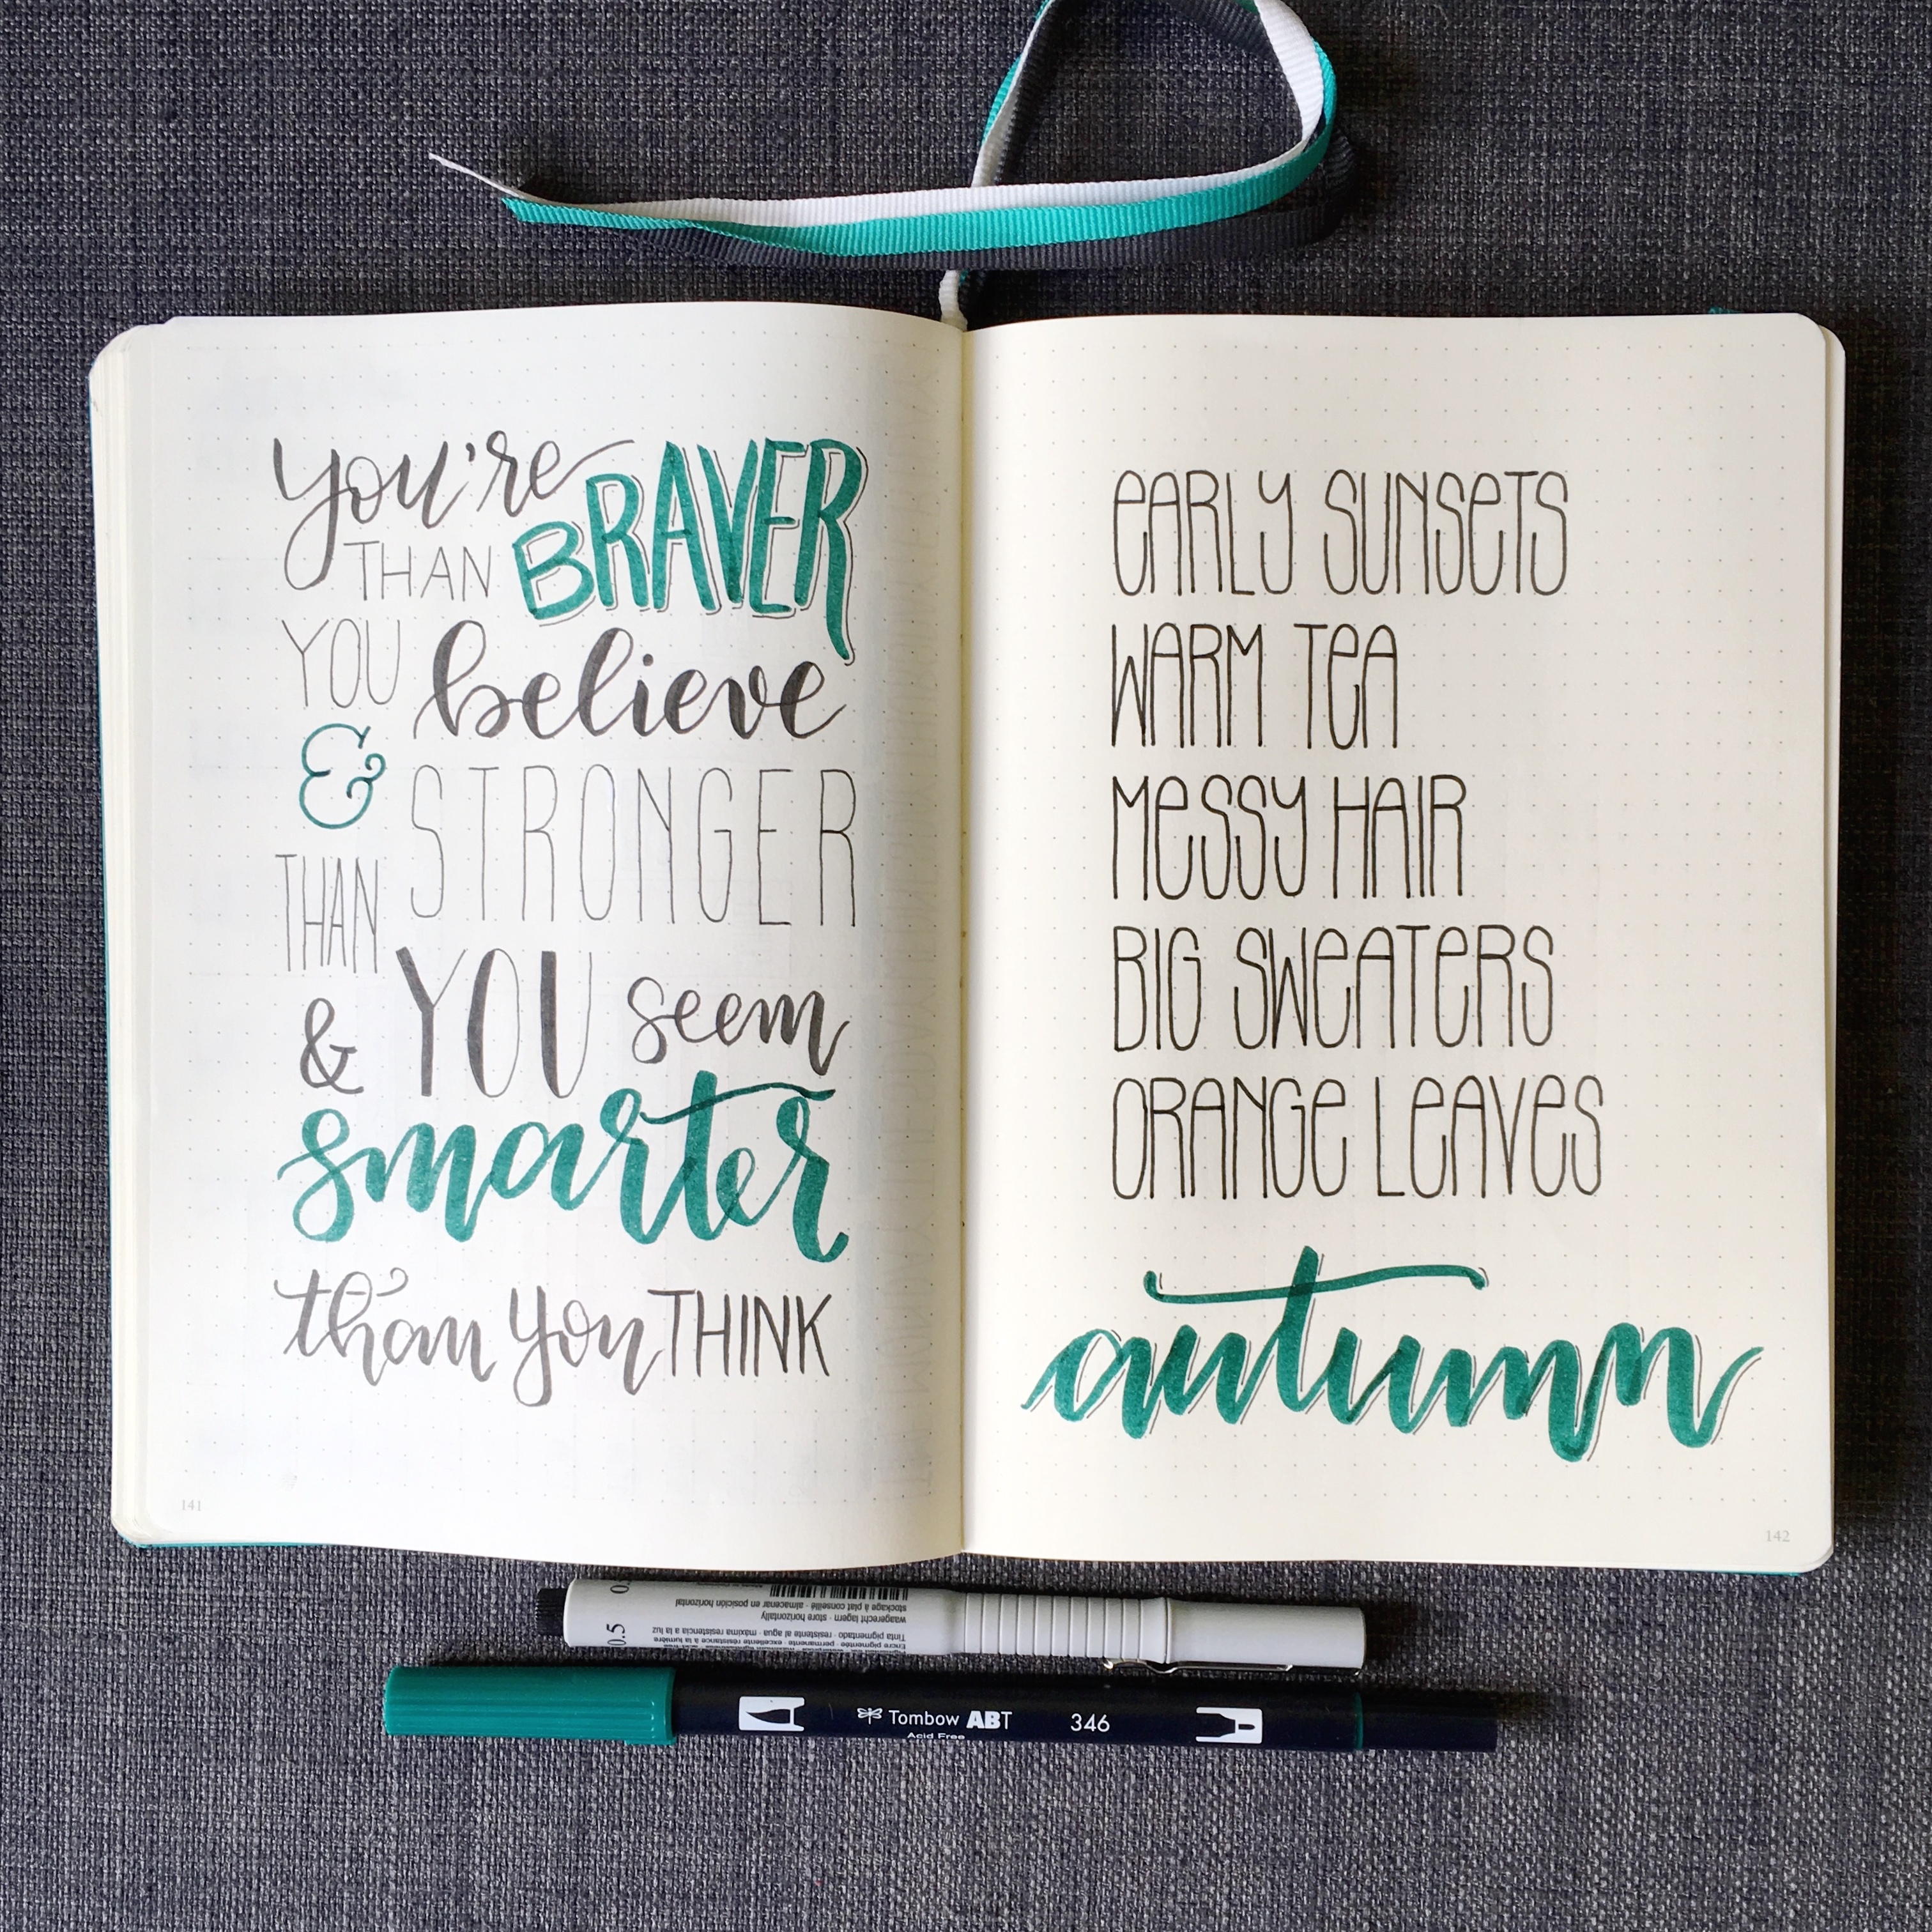 you're BRAVER
THAN
YOU believe
& STRONGER
THAN
& YOU seem
smarter
than you THINK
141
EARLY SUNSETS
WARM TEA
MESSY HAIR
BIG SWEATERS
ORANGE LEAVES
autumn
142
0.5
stockage à plat conseillé · almacenar en posición horizontal
waagerecht lagern · store horizontally
Tinta pigmentada · resistente al agua · máxima resistencia a la luz
Encre pigmentée · permanente · excellente résistance à la lumière
Tombow ABT 346
Acid Free